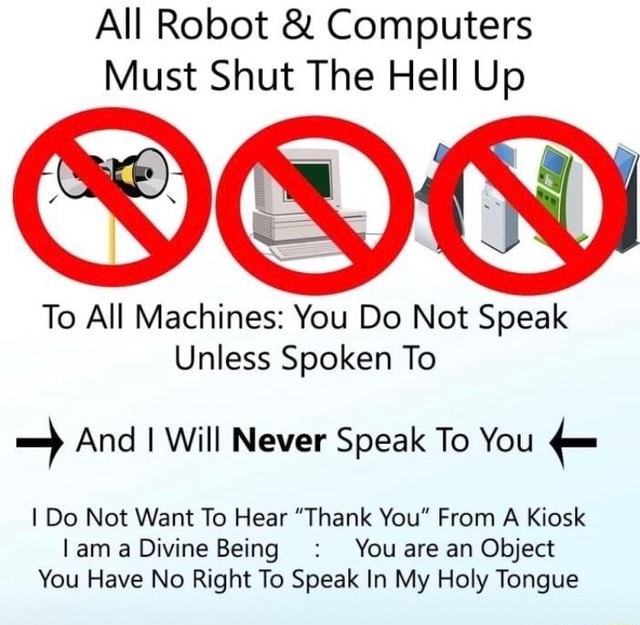 All Robot & Computers
Must Shut The Hell Up
To All Machines: You Do Not Speak
Unless Spoken To
And I Will Never Speak To You
I Do Not Want To Hear "Thank You" From A Kiosk
I am a Divine Being : You are an Object
You Have No Right To Speak In My Holy Tongue